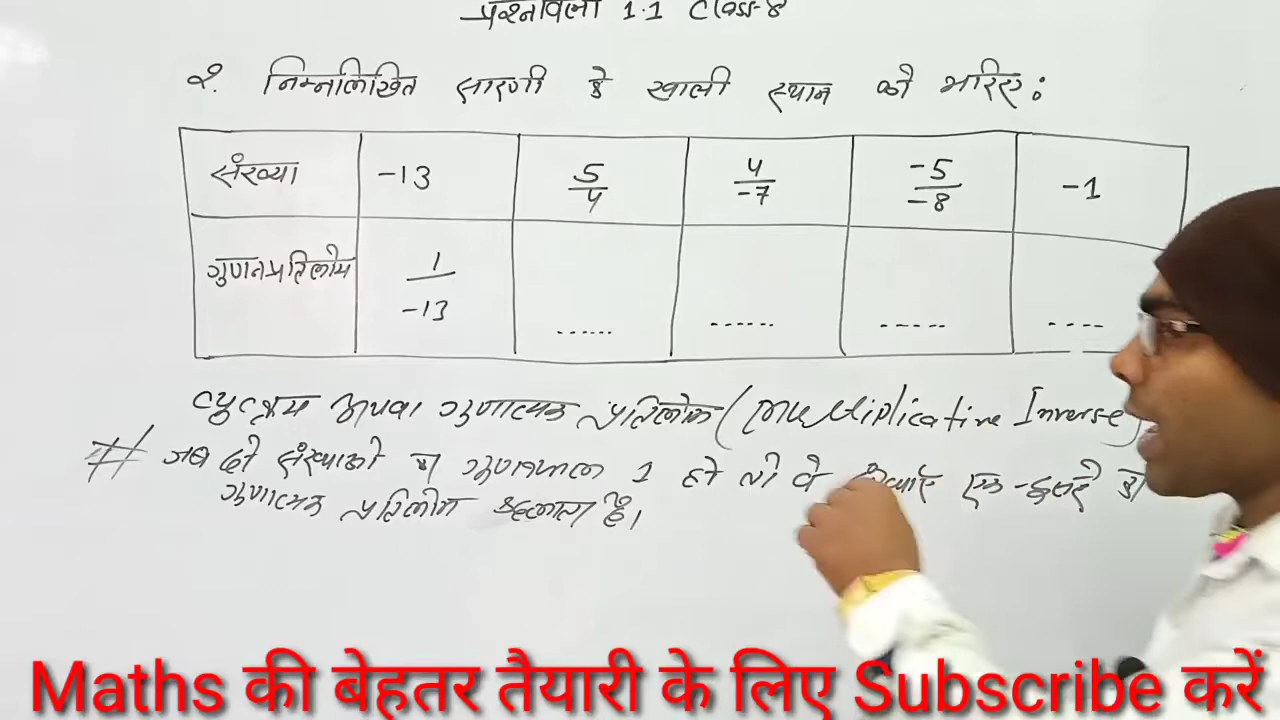 प्रश्नावली 1.1 Class-8
2. निम्नलिखित सारणी के खाली स्थान को भरिए:
संख्या -13 5/4 4/-7 -5/-8 -1
गुणनप्रतिलोम 1/-13 ...... ...... ...... ....
व्युत्क्रम अथवा गुणात्मक प्रतिलोम (Multiplicative Inverse)
# जब दो संख्याओं का गुणनफल 1 हो तो वे एक-दूसरे का
गुणात्मक प्रतिलोम कहलाता है।
Maths की बेहतर तैयारी के लिए Subscribe करें